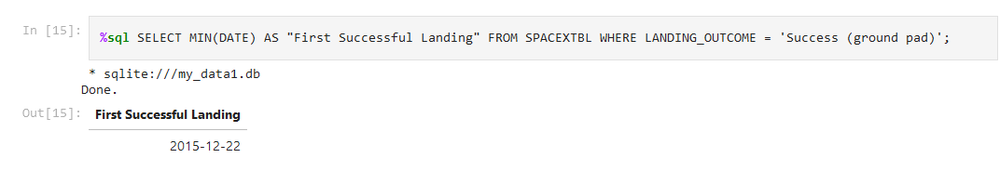 In [15]: %sql SELECT MIN(DATE) AS "First Successful Landing" FROM SPACEXTBL WHERE LANDING_OUTCOME = 'Success (ground pad)';
* sqlite:///my_data1.db
Done.
Out[15]: First Successful Landing
2015-12-22